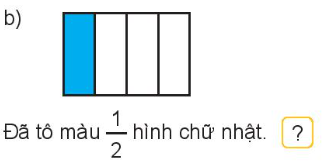 b)
Đã tô màu 1/2 hình chữ nhật. ?